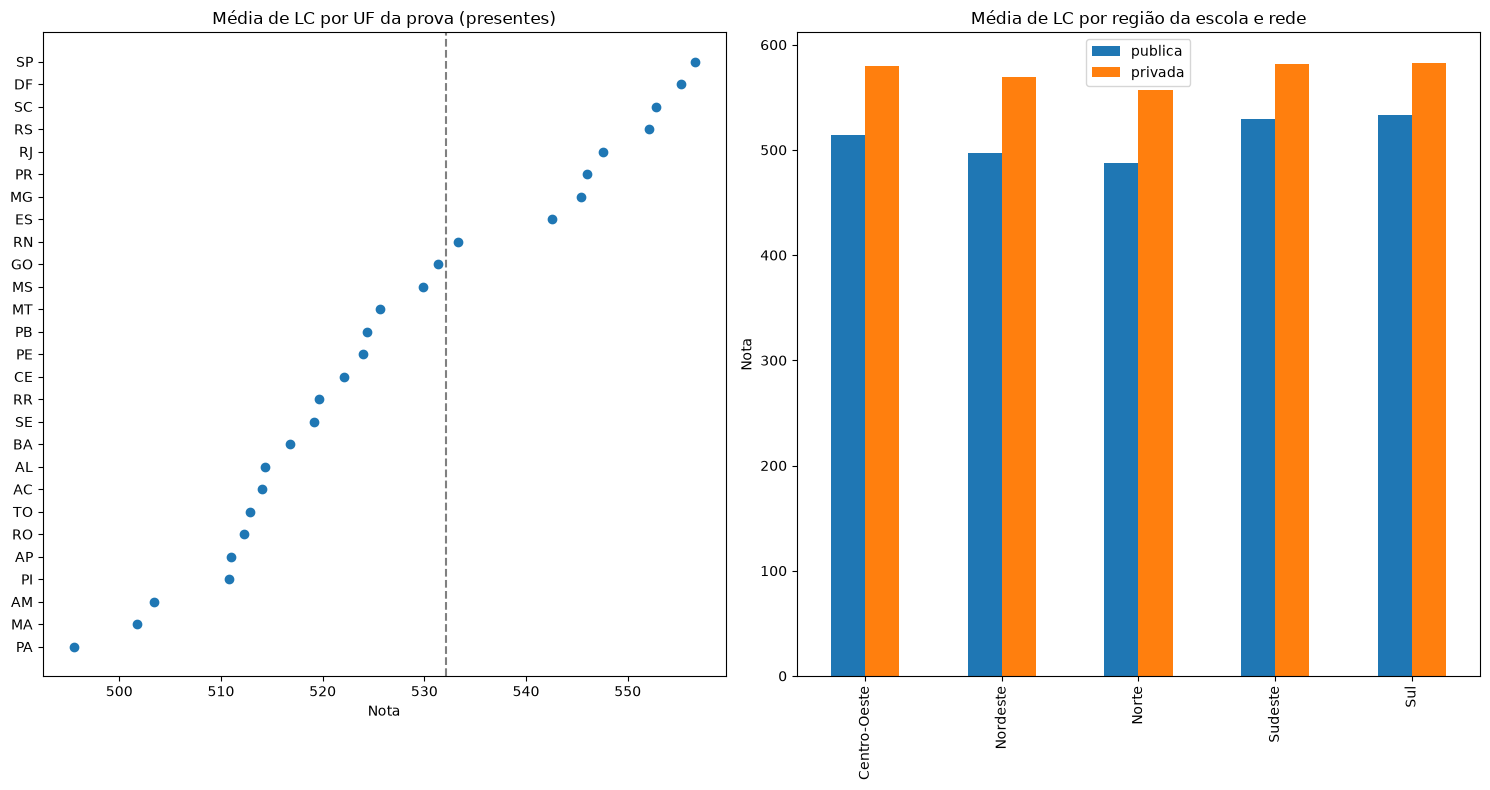 Média de LC por UF da prova (presentes)
SP
DF
SC
RS
RJ
PR
MG
ES
RN
GO
MS
MT
PB
PE
CE
RR
SE
BA
AL
AC
TO
RO
AP
PI
AM
MA
PA
500 510 520 530 540 550
Nota
Média de LC por região da escola e rede
publica
privada
600
500
400
300
200
100
0
Nota
Centro-Oeste
Nordeste
Norte
Sudeste
Sul